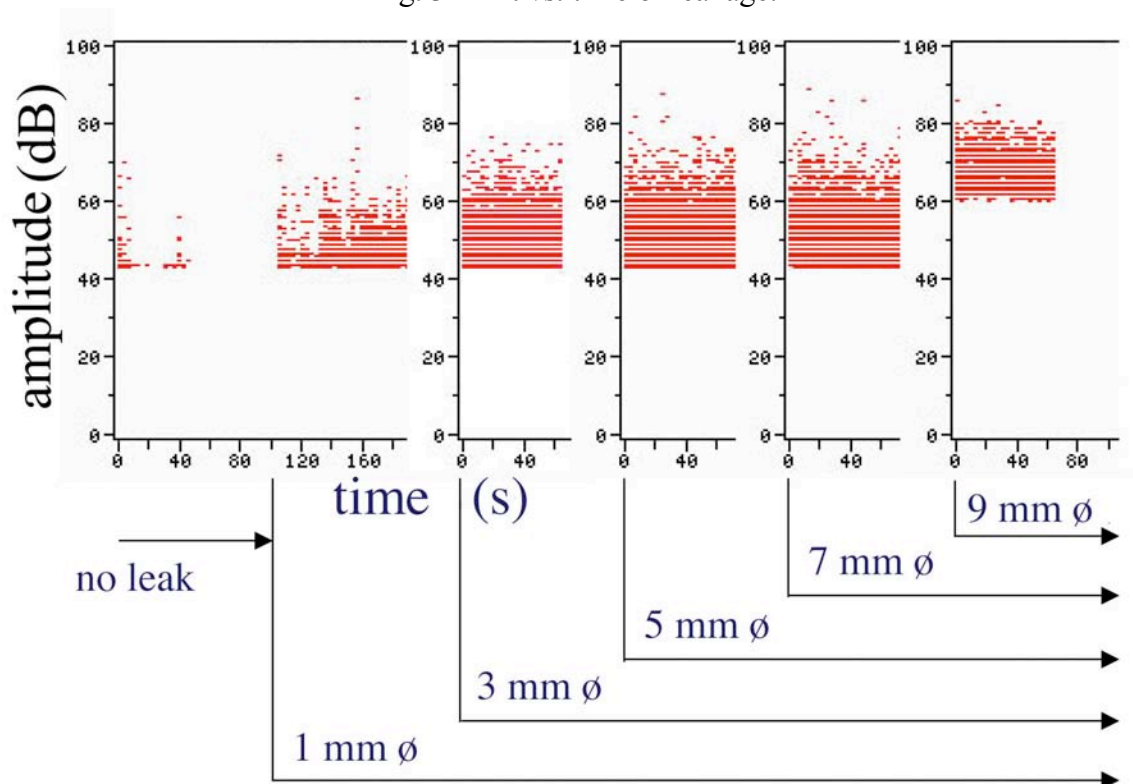 100 100 100 100 100
80 80 80 80 80
60 60 60 60 60
40 40 40 40 40
20 20 20 20 20
0 0 0 0 0
amplitude (dB)
0 40 80 120 160 0 40 0 40 0 40 0 40 80
time (s)
no leak
9 mm ø
7 mm ø
5 mm ø
3 mm ø
1 mm ø